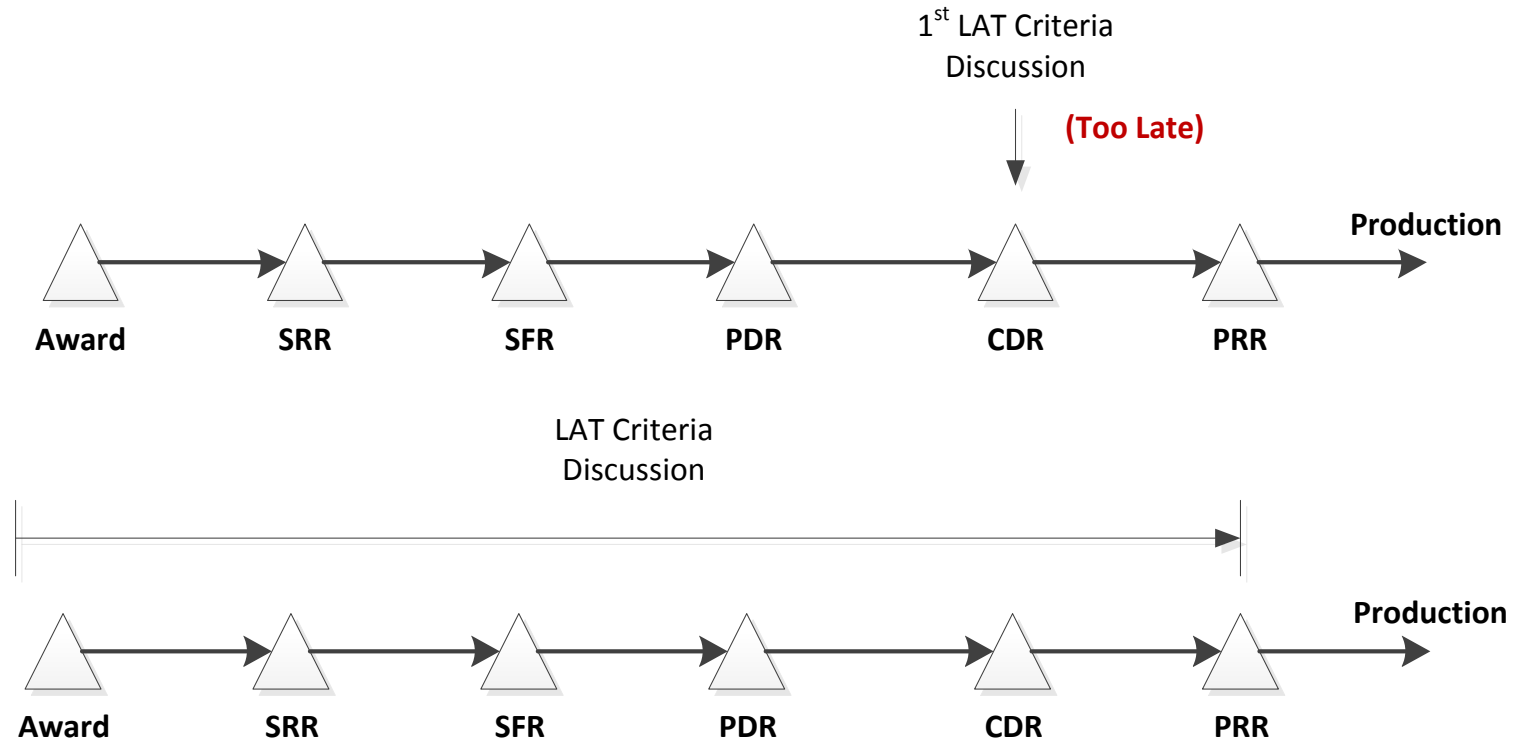 1st LAT Criteria
Discussion
(Too Late)
Production
Award SRR SFR PDR CDR PRR
LAT Criteria
Discussion
Production
Award SRR SFR PDR CDR PRR